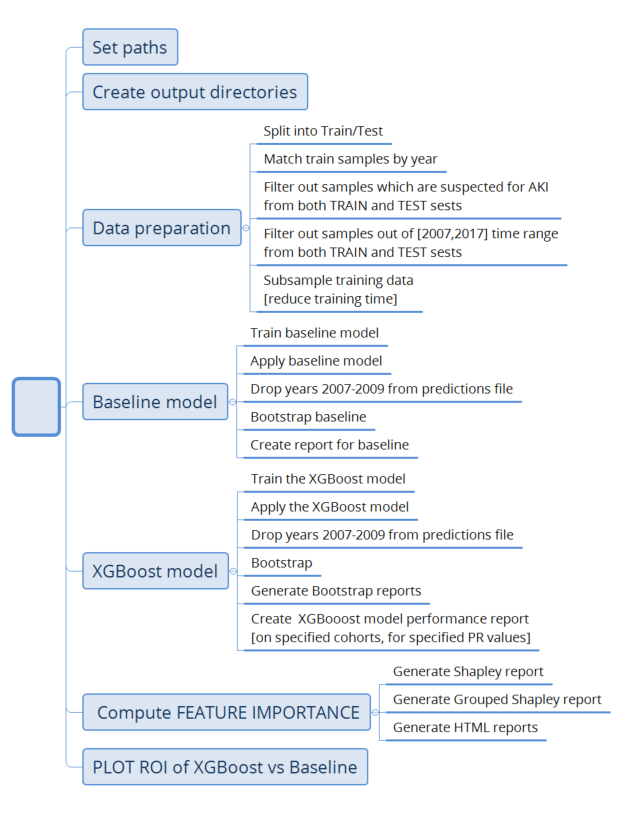 Set paths
Create output directories
Data preparation
Split into Train/Test
Match train samples by year
Filter out samples which are suspected for AKI
from both TRAIN and TEST sests
Filter out samples out of [2007,2017] time range
from both TRAIN and TEST sests
Subsample training data
[reduce training time]
Baseline model
Train baseline model
Apply baseline model
Drop years 2007-2009 from predictions file
Bootstrap baseline
Create report for baseline
XGBoost model
Train the XGBoost model
Apply the XGBoost model
Drop years 2007-2009 from predictions file
Bootstrap
Generate Bootstrap reports
Create XGBooost model performance report
[on specified cohorts, for specified PR values]
Compute FEATURE IMPORTANCE
Generate Shapley report
Generate Grouped Shapley report
Generate HTML reports
PLOT ROI of XGBoost vs Baseline